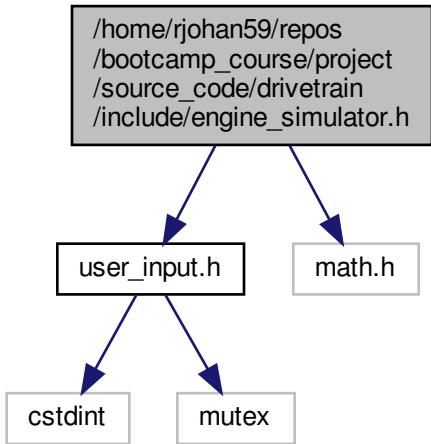 /home/rjohan59/repos
/bootcamp_course/project
/source_code/drivetrain
/include/engine_simulator.h
user_input.h
math.h
cstdint
mutex